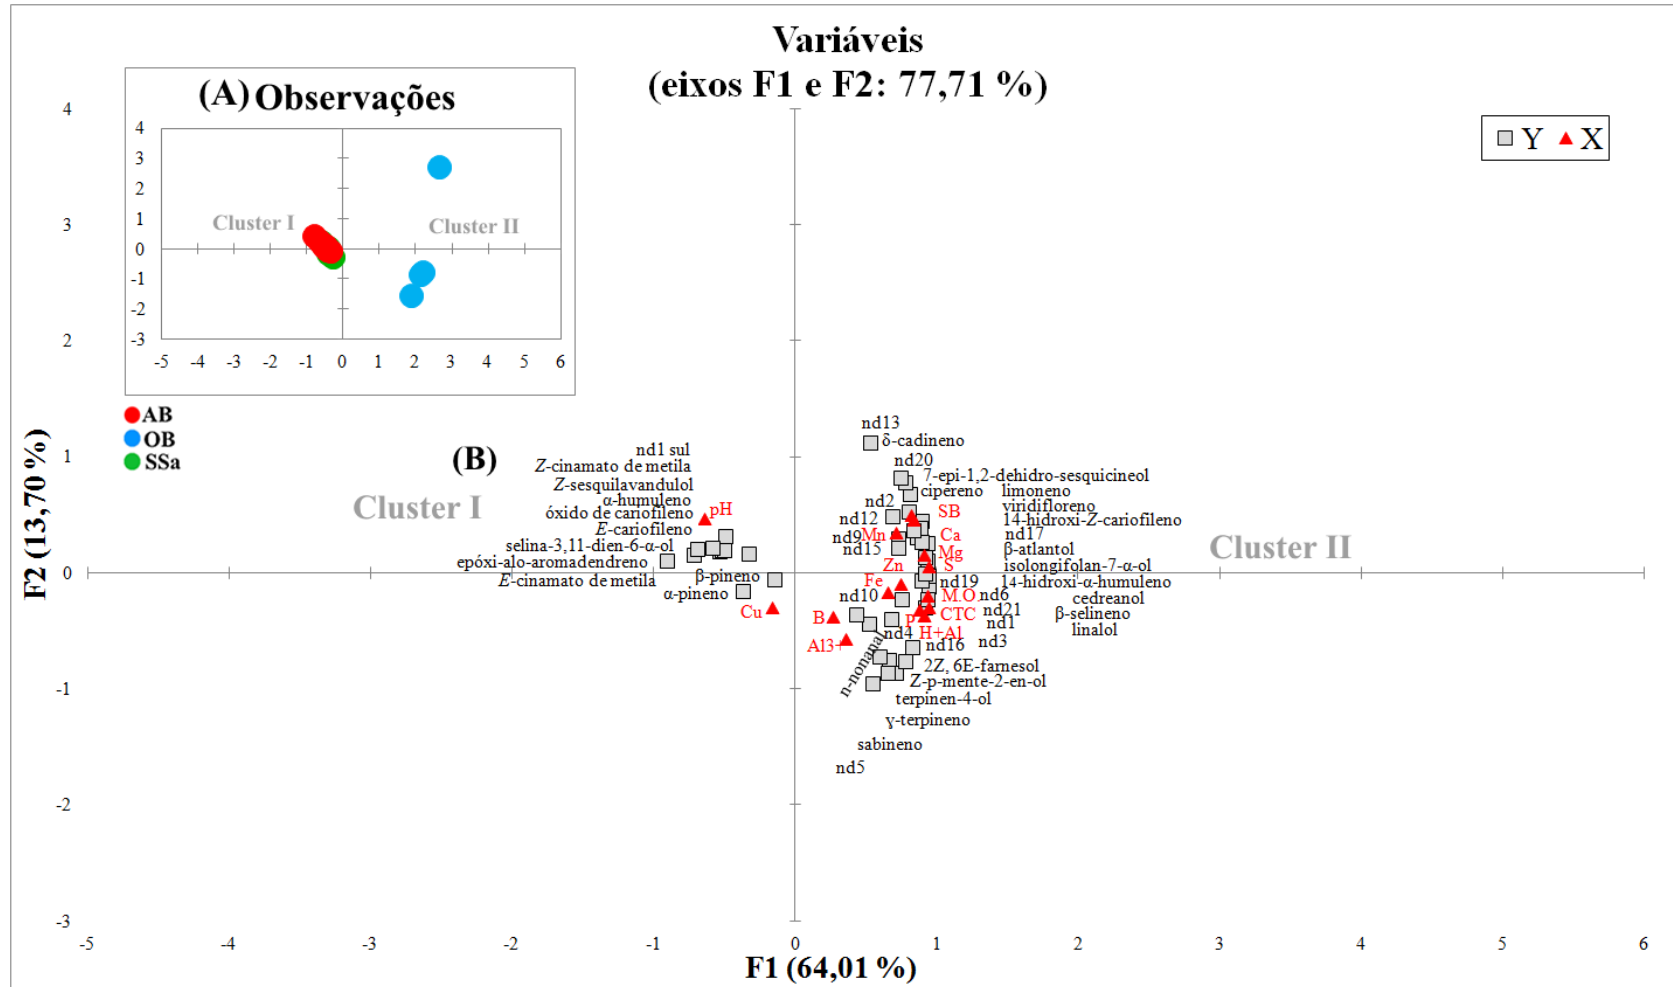 Variáveis
(eixos F1 e F2: 77,71 %)
(A) Observações
4
3
2
1
0
-1
-2
-3
-5
-4
-3
-2
-1
0
1
2
3
4
5
6
Cluster I
Cluster II
AB
OB
SSa
Y
X
(B)
Cluster I
Cluster II
F2 (13,70 %)
4
3
2
1
0
-1
-2
-3
nd1 sul
Z-cinamato de metila
Z-sesquilavandulol
α-humuleno
óxido de cariofileno
E-cariofileno
selina-3,11-dien-6-α-ol
epóxi-alo-aromadendreno
E-cinamato de metila
β-pineno
α-pineno
pH
Cu
nd13
δ-cadineno
nd20
7-epi-1,2-dehidro-sesquicineol
cipereno
limoneno
nd2
SB
viridifloreno
nd12
14-hidroxi-Z-cariofileno
nd9
Mn
Ca
nd17
nd15
Mg
β-atlantol
Zn
S
isolongifolan-7-α-ol
Fe
nd19
14-hidroxi-α-humuleno
nd10
M.O.
nd6
cedreanol
B
P
CTC
nd21
β-selineno
nd4
H+Al
nd1
linalol
Al3+
nd16
nd3
n-nonanal
2Z, 6E-farnesol
Z-p-mente-2-en-ol
terpinen-4-ol
γ-terpineno
sabineno
nd5
-5
-4
-3
-2
-1
0
1
2
3
4
5
6
F1 (64,01 %)